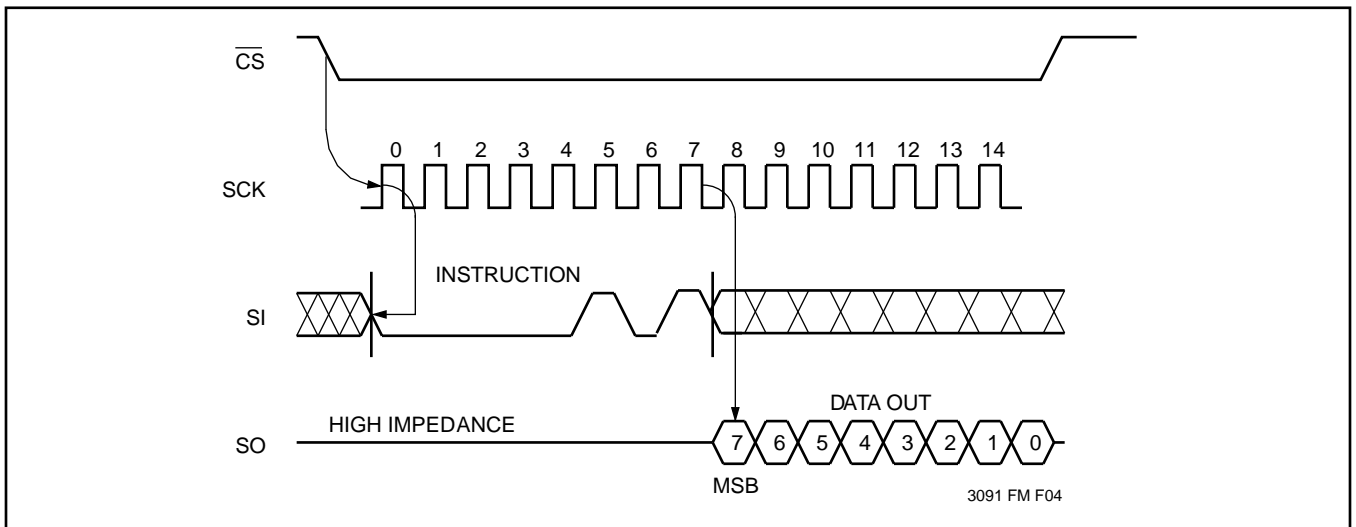 CS
0 1 2 3 4 5 6 7 8 9 10 11 12 13 14
SCK
INSTRUCTION
SI
DATA OUT
HIGH IMPEDANCE
SO
7 6 5 4 3 2 1 0
MSB
3091 FM F04